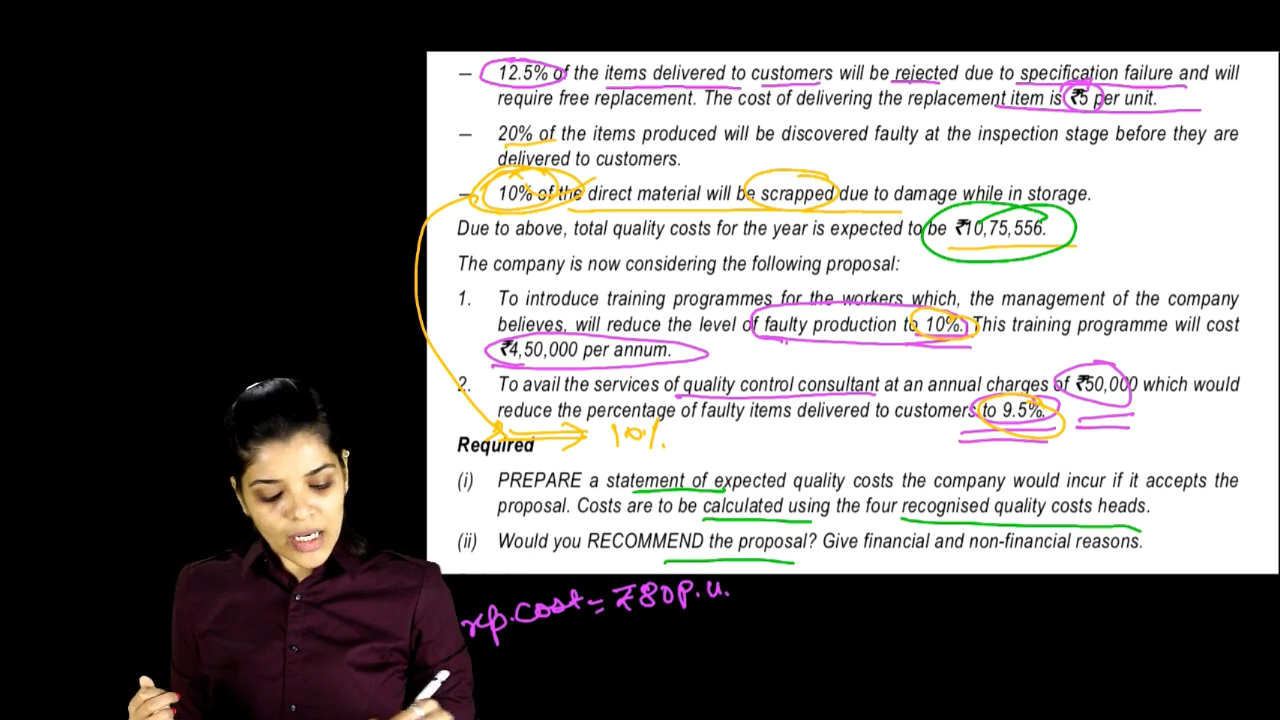 — 12.5% of the items delivered to customers will be rejected due to specification failure and will
require free replacement. The cost of delivering the replacement item is ₹5 per unit.
— 20% of the items produced will be discovered faulty at the inspection stage before they are
delivered to customers.
— 10% of the direct material will be scrapped due to damage while in storage.
Due to above, total quality costs for the year is expected to be ₹10,75,556.
The company is now considering the following proposal:
1. To introduce training programmes for the workers which, the management of the company
believes, will reduce the level of faulty production to 10%. This training programme will cost
₹4,50,000 per annum.
2. To avail the services of quality control consultant at an annual charges of ₹50,000 which would
reduce the percentage of faulty items delivered to customers to 9.5%.
10%.
Required
(i) PREPARE a statement of expected quality costs the company would incur if it accepts the
proposal. Costs are to be calculated using the four recognised quality costs heads.
(ii) Would you RECOMMEND the proposal? Give financial and non-financial reasons.
rep. cost = ₹80 p.u.